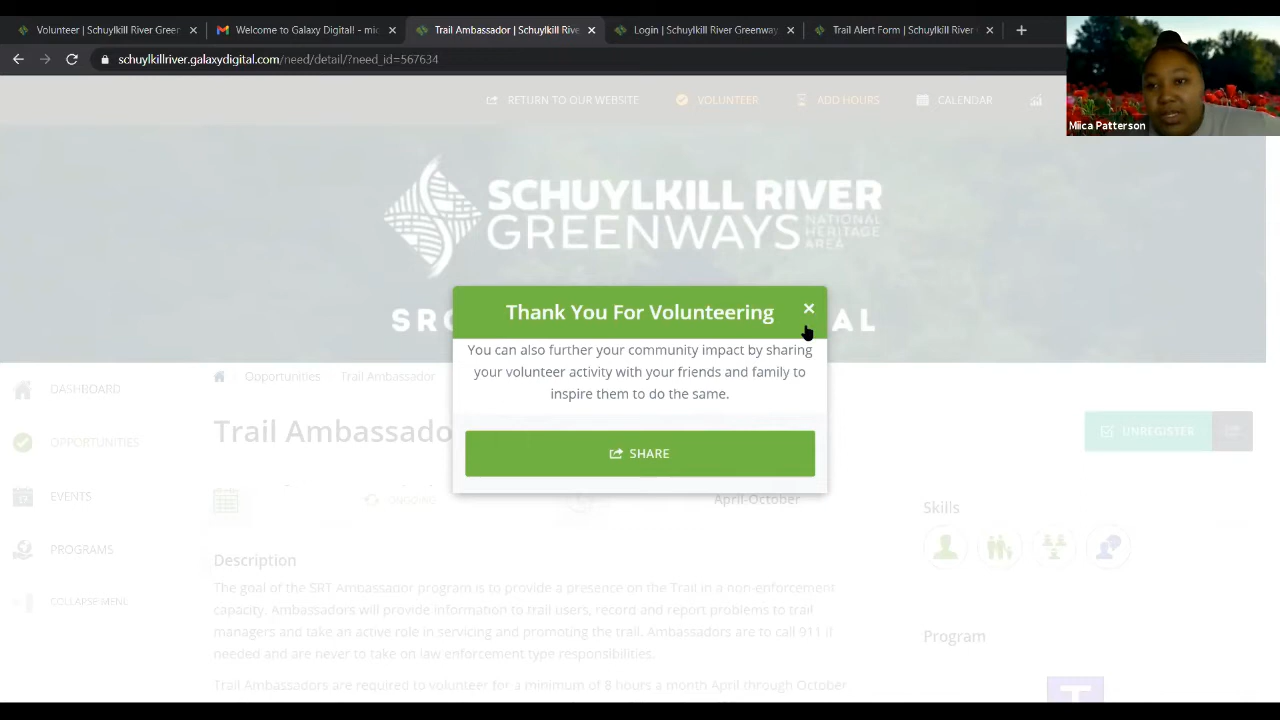 Volunteer | Schuylkill River Green
Welcome to Galaxy Digital! - mi
Trail Ambassador | Schuylkill Rive
Login | Schuylkill River Greenway
Trail Alert Form | Schuylkill River
schuylkillriver.galaxydigital.com/need/detail/?need_id=567634
RETURN TO OUR WEBSITE
VOLUNTEER
ADD HOURS
CALENDAR
Miica Patterson
SCHUYLKILL RIVER
GREENWAYS
NATIONAL
HERITAGE
AREA
SR
AL
Thank You For Volunteering
You can also further your community impact by sharing
your volunteer activity with your friends and family to
inspire them to do the same.
SHARE
DASHBOARD
OPPORTUNITIES
EVENTS
PROGRAMS
COLLAPSE MENU
Opportunities
Trail Ambassador
Trail Ambassado
UNREGISTER
ONGOING
April-October
Description
The goal of the SRT Ambassador program is to provide a presence on the Trail in a non-enforcement
capacity. Ambassadors will provide information to trail users, record and report problems to trail
managers and take an active role in servicing and promoting the trail. Ambassadors are to call 911 if
needed and are never to take on law enforcement type responsibilities.
Trail Ambassadors are required to volunteer for a minimum of 8 hours a month April through October
Skills
Program
T